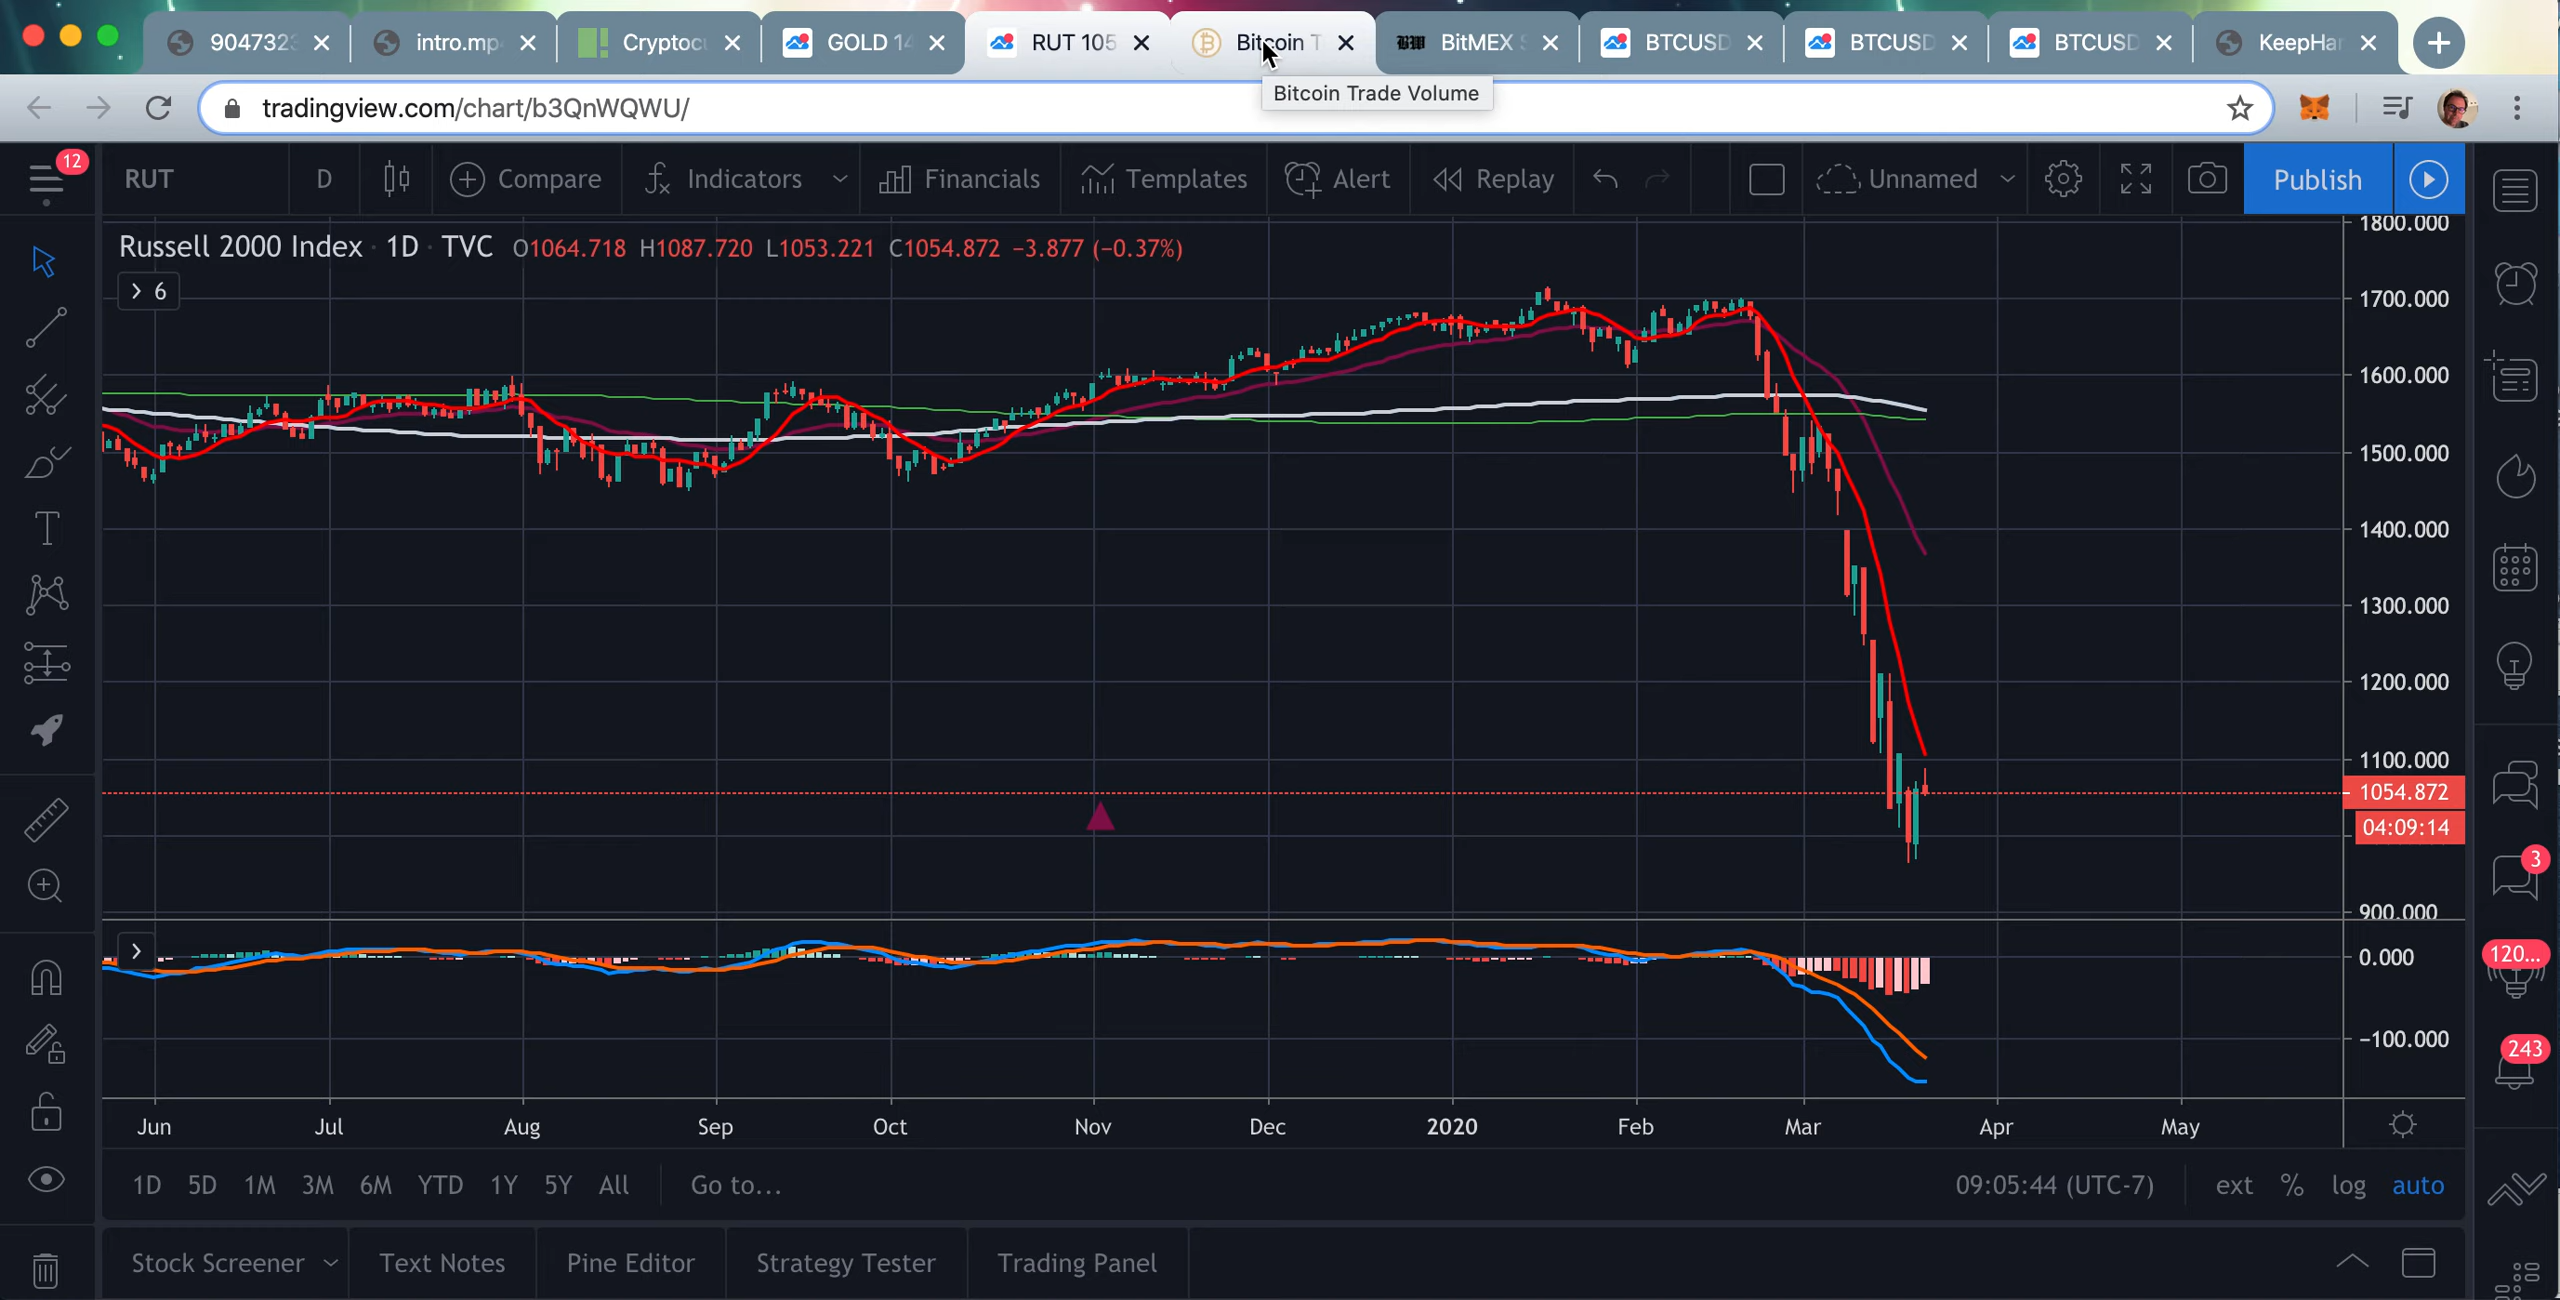 9047323 intro.mp Cryptocu GOLD 14 RUT 105 Bitcoin T BitMEX S BTCUSD BTCUSD BTCUSD KeepHar
tradingview.com/chart/b3QnWQWU/
Bitcoin Trade Volume
12
RUT D Compare Indicators Financials Templates Alert Replay Unnamed Publish
Russell 2000 Index · 1D · TVC O1064.718 H1087.720 L1053.221 C1054.872 −3.877 (−0.37%)
6
1800.000
1700.000
1600.000
1500.000
1400.000
1300.000
1200.000
1100.000
1054.872
04:09:14
900.000
0.000
−100.000
3
120...
243
Jun Jul Aug Sep Oct Nov Dec 2020 Feb Mar Apr May
1D 5D 1M 3M 6M YTD 1Y 5Y All Go to... 09:05:44 (UTC-7) ext % log auto
Stock Screener Text Notes Pine Editor Strategy Tester Trading Panel